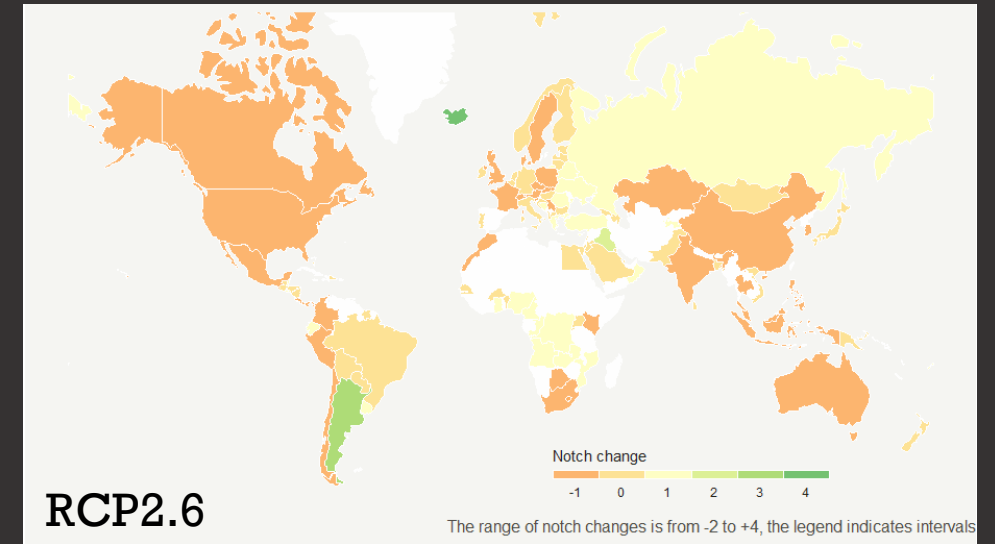 Notch change
-1 0 1 2 3 4
RCP2.6
The range of notch changes is from -2 to +4, the legend indicates intervals